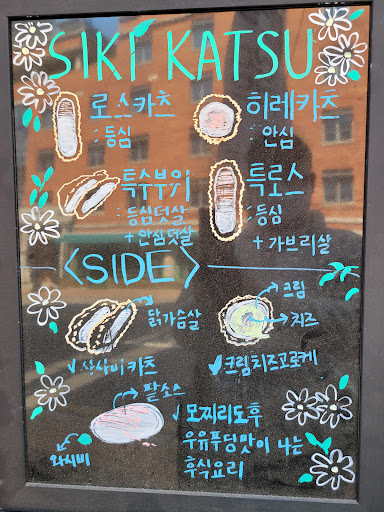 SIKI KATSU
로스카츠
: 등심
히레카츠
: 안심
특수부위
: 등심덧살
+ 안심덧살
특로스
: 등심
+ 가브리살
<SIDE>
닭가슴살
✓ 사사미카츠
크림
치즈
✓ 크림치즈고로케
팥소스
와사비
✓ 모찌리도후
우유푸딩맛이 나는
후식요리